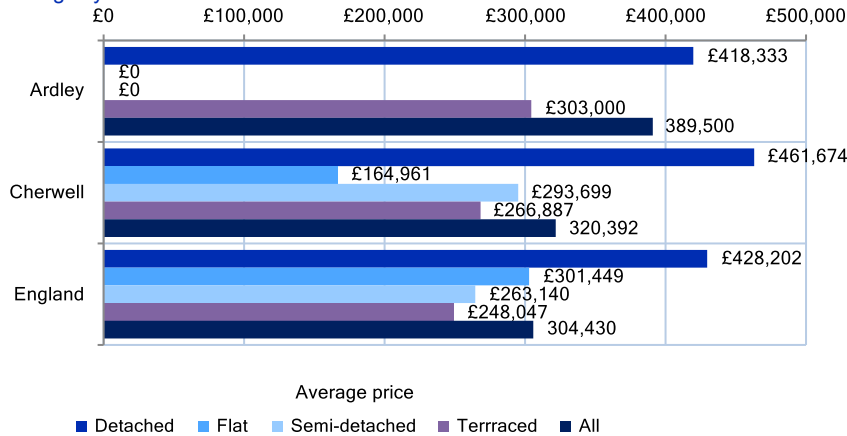 £0 £100,000 £200,000 £300,000 £400,000 £500,000
£418,333
£0
Ardley
£0
£303,000
389,500
£461,674
£164,961
Cherwell
£293,699
£266,887
320,392
£428,202
£301,449
England
£263,140
£248,047
304,430
Average price
Detached Flat Semi-detached Terrraced All